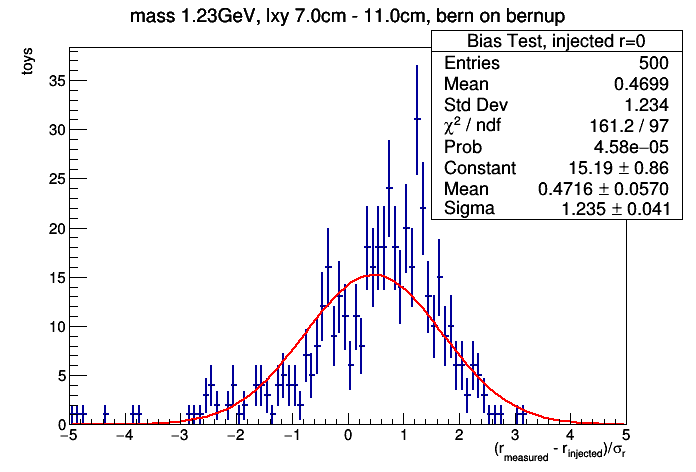 mass 1.23GeV, lxy 7.0cm - 11.0cm, bern on bernup
Bias Test, injected r=0
Entries 500
Mean 0.4699
Std Dev 1.234
χ² / ndf 161.2 / 97
Prob 4.58e−05
Constant 15.19 ± 0.86
Mean 0.4716 ± 0.0570
Sigma 1.235 ± 0.041
toys
35
30
25
20
15
10
5
0
−5 −4 −3 −2 −1 0 1 2 3 4 5
(r_measured - r_injected)/σ_r